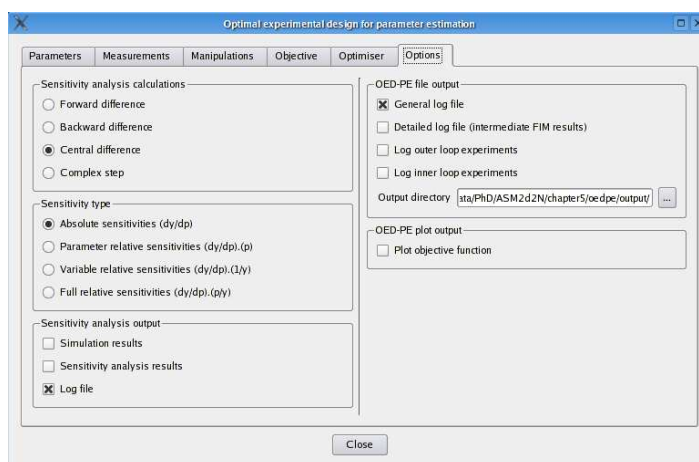 Optimal experimental design for parameter estimation
Parameters Measurements Manipulations Objective Optimiser Options
Sensitivity analysis calculations
Forward difference
Backward difference
Central difference
Complex step
Sensitivity type
Absolute sensitivities (dy/dp)
Parameter relative sensitivities (dy/dp).(p)
Variable relative sensitivities (dy/dp).(1/y)
Full relative sensitivities (dy/dp).(p/y)
Sensitivity analysis output
Simulation results
Sensitivity analysis results
Log file
OED-PE file output
General log file
Detailed log file (intermediate FIM results)
Log outer loop experiments
Log inner loop experiments
Output directory ata/PhD/ASM2d2N/chapter5/oedpe/output/ ...
OED-PE plot output
Plot objective function
Close